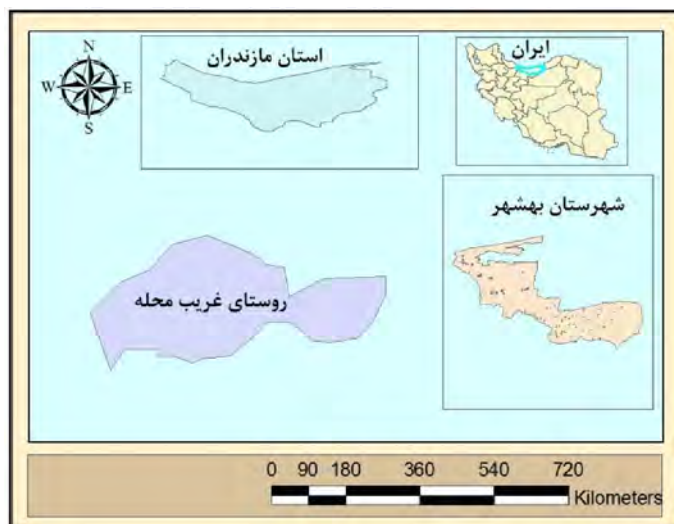 N
W E
S
استان مازندران
ایران
شهرستان بهشهر
روستای غریب محله
0 90 180 360 540 720
Kilometers